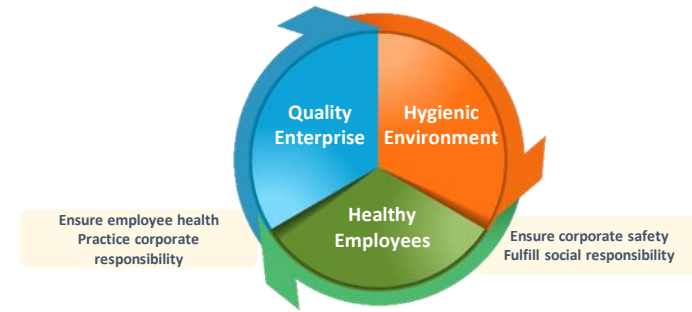 Quality
Enterprise
Hygienic
Environment
Healthy
Employees
Ensure employee health
Practice corporate
responsibility
Ensure corporate safety
Fulfill social responsibility